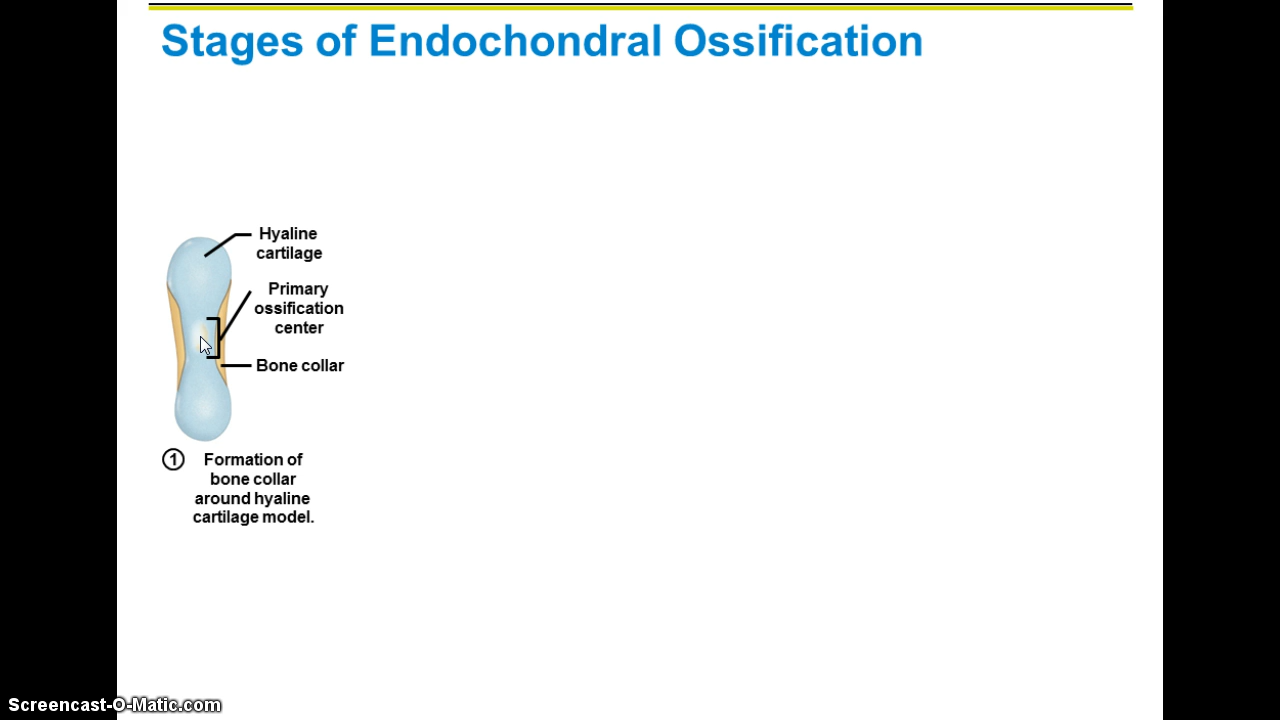 Stages of Endochondral Ossification
Hyaline
cartilage
Primary
ossification
center
Bone collar
1 Formation of
bone collar
around hyaline
cartilage model.
Screencast-O-Matic.com